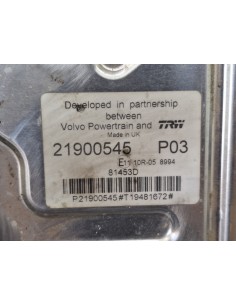 Developed in partnership
between
Volvo Powertrain and TRW
Made in UK
21900545 P03
E11 10R-05 8994
81453D
P21900545#T19481672#